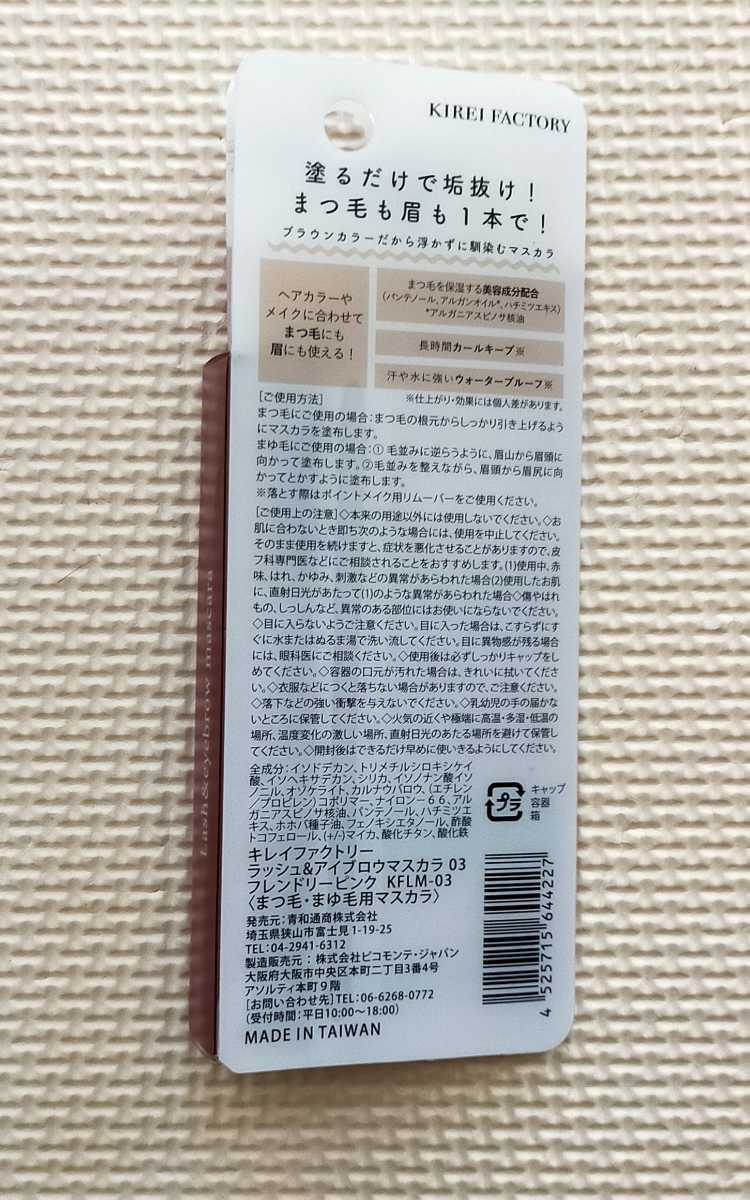 KIREI FACTORY
塗るだけで垢抜け！
まつ毛も眉も1本で！
ブラウンカラーだから浮かずに馴染むマスカラ
ヘアカラーや
メイクに合わせて
まつ毛にも
眉にも使える！
まつ毛を保湿する美容成分配合
(パンテノール、アルガンオイル*、ハチミツエキス)
*アルガニアスピノサ核油
長時間カールキープ※
汗や水に強いウォータープルーフ※
※仕上がり・効果には個人差があります。
[ご使用方法]
まつ毛にご使用の場合：まつ毛の根元からしっかり引き上げるよう
にマスカラを塗布します。
まゆ毛にご使用の場合：① 毛並みに逆らうように、眉山から眉頭に
向かって塗布します。②毛並みを整えながら、眉頭から眉尻に向
かってとかすように塗布します。
※落とす際はポイントメイク用リムーバーをご使用ください。
[ご使用上の注意]◇本来の用途以外には使用しないでください。◇お
肌に合わないとき即ち次のような場合には、使用を中止してください。
そのまま使用を続けますと、症状を悪化させることがありますので、皮
フ科専門医などにご相談されることをおすすめします。(1)使用中、赤
味、はれ、かゆみ、刺激などの異常があらわれた場合(2)使用したお肌
に、直射日光があたって(1)のような異常があらわれた場合◇傷やはれ
もの、しっしんなど、異常のある部位にはお使いにならないでください。
◇目に入らないようご注意ください。目に入った場合は、こすらずにす
ぐに水またはぬるま湯で洗い流してください。目に異物感が残る場合
には、眼科医にご相談ください。◇使用後は必ずしっかりキャップをし
めてください。◇容器の口元が汚れた場合は、きれいに拭いてくださ
い。◇衣服などにつくと落ちない場合がありますので、ご注意ください。
◇落下などの強い衝撃を与えないでください。◇乳幼児の手の届かな
いところに保管してください。◇火気の近くや極端に高温・多湿・低温の
場所、温度変化の激しい場所、直射日光のあたる場所を避けて保管し
てください。◇開封後はできるだけ早めに使いきるようにしてください。
全成分：イソドデカン、トリメチルシロキシケイ
酸、イソヘキサデカン、シリカ、イソノナン酸イソ
ノニル、オゾケライト、カルナウバロウ、(エチレン
／プロピレン)コポリマー、ナイロン－６６、アル
ガニアスピノサ核油、パンテノール、ハチミツエ
キス、ホホバ種子油、フェノキシエタノール、酢酸
トコフェロール、(+/-)マイカ、酸化チタン、酸化鉄
プラ
キャップ
容器
箱
キレイファクトリー
ラッシュ&アイブロウマスカラ 03
フレンドリーピンク KFLM-03
〈まつ毛・まゆ毛用マスカラ〉
発売元：青和通商株式会社
埼玉県狭山市富士見1-19-25
TEL：04-2941-6312
製造販売元：株式会社ピコモンテ・ジャパン
大阪府大阪市中央区本町二丁目3番4号
アソルティ本町9階
[お問い合わせ先]TEL：06-6268-0772
(受付時間：平日10:00～18:00)
MADE IN TAIWAN
4 525715 644227
Lash&eyebrow mascara